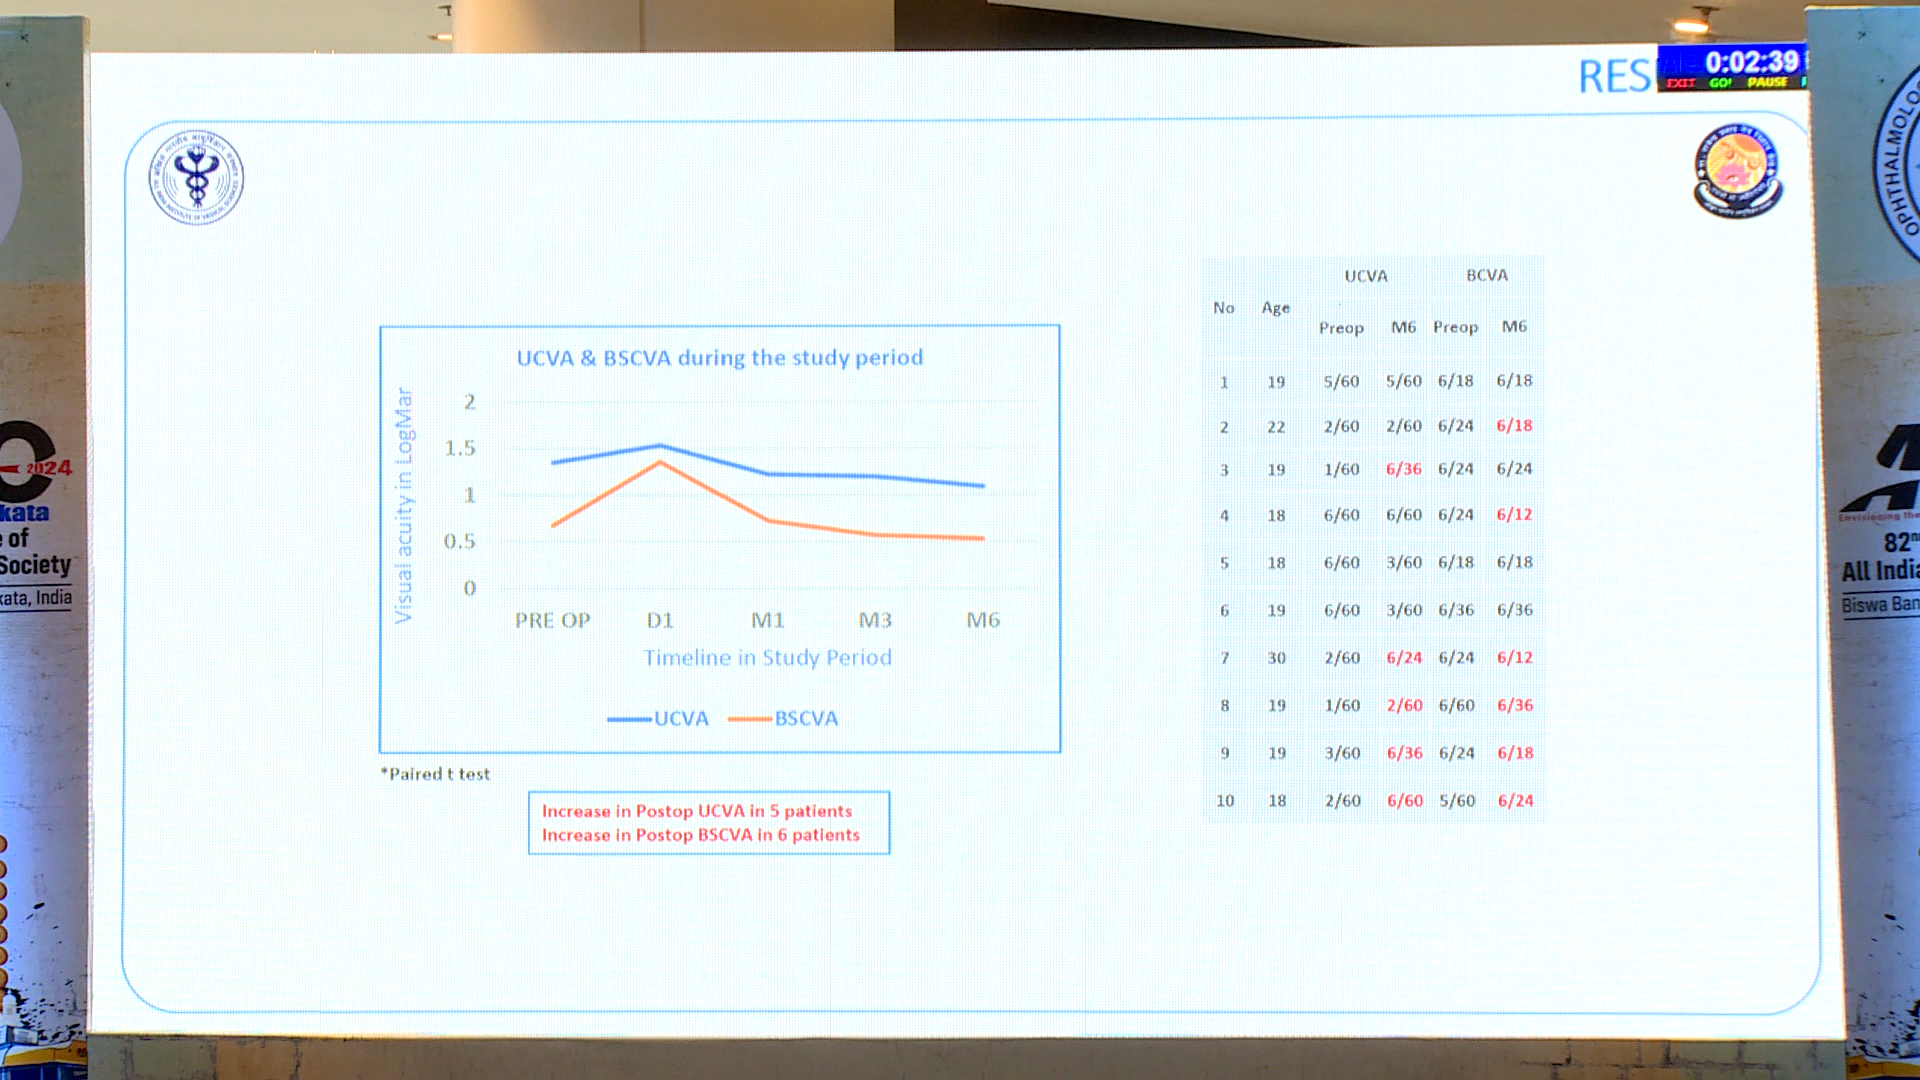 RES
0:02:39
EXIT GO! PAUSE
UCVA & BSCVA during the study period
Visual acuity in LogMar
2
1.5
1
0.5
0
PRE OP D1 M1 M3 M6
Timeline in Study Period
UCVA BSCVA
*Paired t test
Increase in Postop UCVA in 5 patients
Increase in Postop BSCVA in 6 patients
UCVA BCVA
No Age
Preop M6 Preop M6
1 19 5/60 5/60 6/18 6/18
2 22 2/60 2/60 6/24 6/18
3 19 1/60 6/36 6/24 6/24
4 18 6/60 6/60 6/24 6/12
5 18 6/60 3/60 6/18 6/18
6 19 6/60 3/60 6/36 6/36
7 30 2/60 6/24 6/24 6/12
8 19 1/60 2/60 6/60 6/36
9 19 3/60 6/36 6/24 6/18
10 18 2/60 6/60 5/60 6/24
2024
kata
e of
Society
kata, India
OPHTHALMOLO
Envisioning the
82nd
All India
Biswa Ban